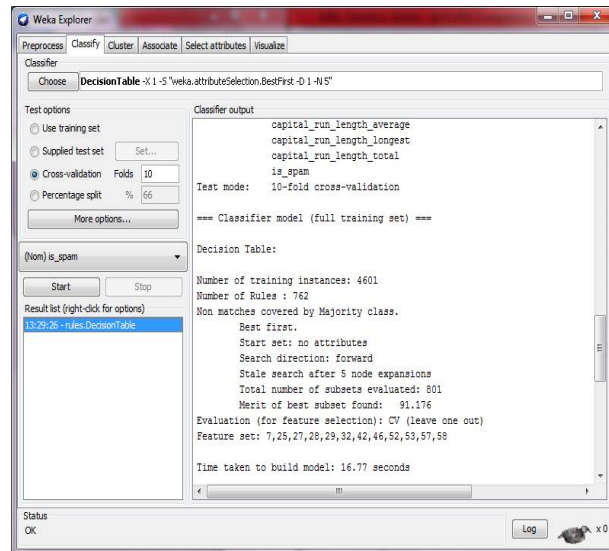 Weka Explorer
Preprocess Classify Cluster Associate Select attributes Visualize
Classifier
Choose DecisionTable -X 1 -S "weka.attributeSelection.BestFirst -D 1 -N 5"
Test options
Use training set
Supplied test set Set...
Cross-validation Folds 10
Percentage split % 66
More options...
(Nom) is_spam
Start Stop
Result list (right-click for options)
13:29:26 - rules.DecisionTable
Classifier output
capital_run_length_average
capital_run_length_longest
capital_run_length_total
is_spam
Test mode: 10-fold cross-validation
=== Classifier model (full training set) ===
Decision Table:
Number of training instances: 4601
Number of Rules : 762
Non matches covered by Majority class.
Best first.
Start set: no attributes
Search direction: forward
Stale search after 5 node expansions
Total number of subsets evaluated: 801
Merit of best subset found: 91.176
Evaluation (for feature selection): CV (leave one out)
Feature set: 7,25,27,28,29,32,42,46,52,53,57,58
Time taken to build model: 16.77 seconds
Status
OK
Log
x 0